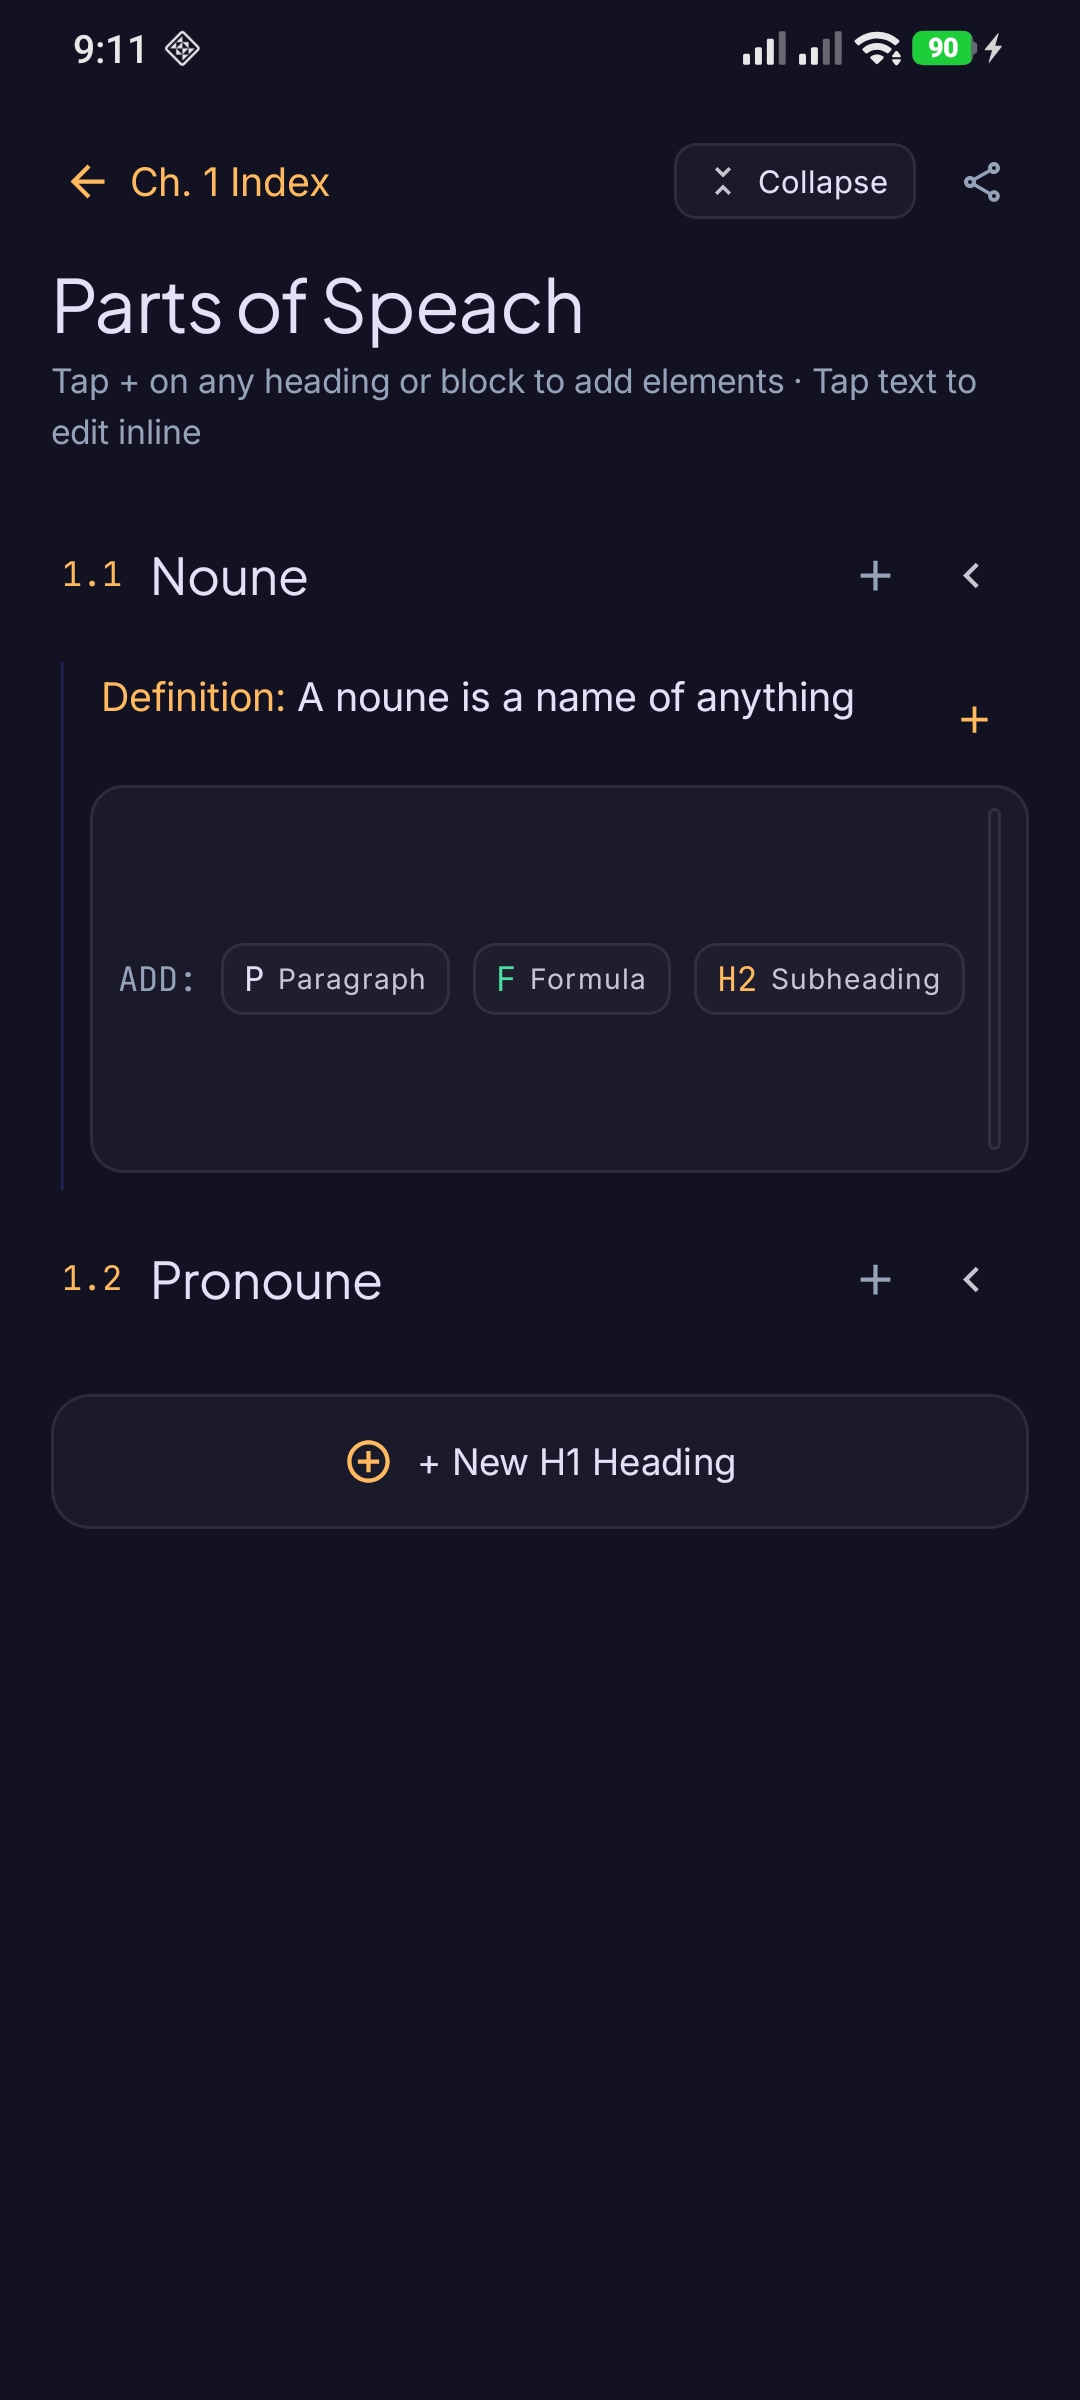 9:11
90
Ch. 1 Index
Collapse
Parts of Speach
Tap + on any heading or block to add elements · Tap text to
edit inline
1.1 Noune
Definition: A noune is a name of anything
ADD: P Paragraph F Formula H2 Subheading
1.2 Pronoune
+ New H1 Heading